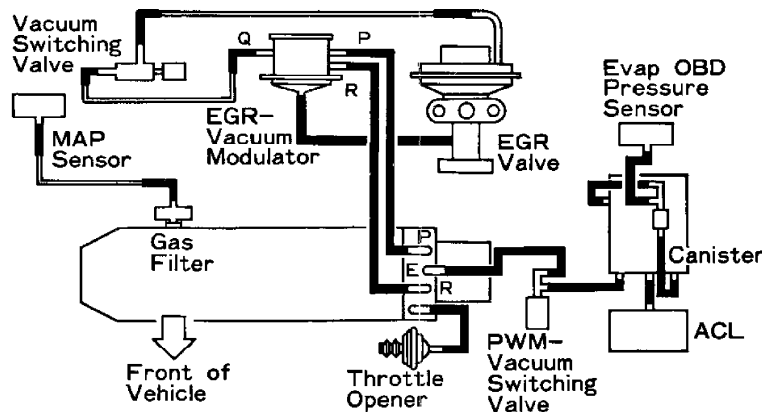 Vacuum
Switching
Valve
Q
P
R
Evap OBD
Pressure
Sensor
MAP
Sensor
EGR-
Vacuum
Modulator
EGR
Valve
Gas
Filter
P
E
R
Canister
Front of
Vehicle
Throttle
Opener
PWM-
Vacuum
Switching
Valve
ACL